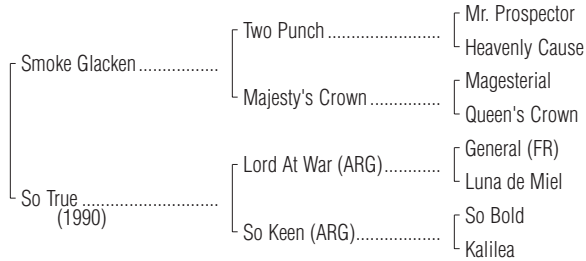 Mr. Prospector
Two Punch
Heavenly Cause
Smoke Glacken
Magesterial
Majesty's Crown
Queen's Crown
General (FR)
Lord At War (ARG)
Luna de Miel
So True
(1990)
So Bold
So Keen (ARG)
Kalilea